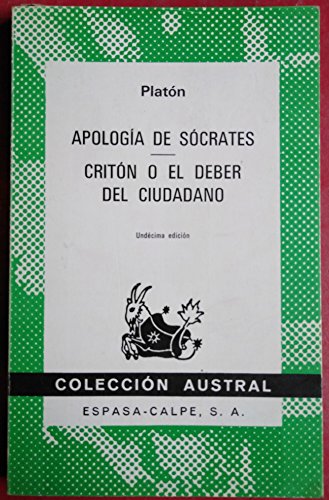 Platón
APOLOGÍA DE SÓCRATES
CRITÓN O EL DEBER
DEL CIUDADANO
Undécima edición
COLECCIÓN AUSTRAL
ESPASA-CALPE, S. A.